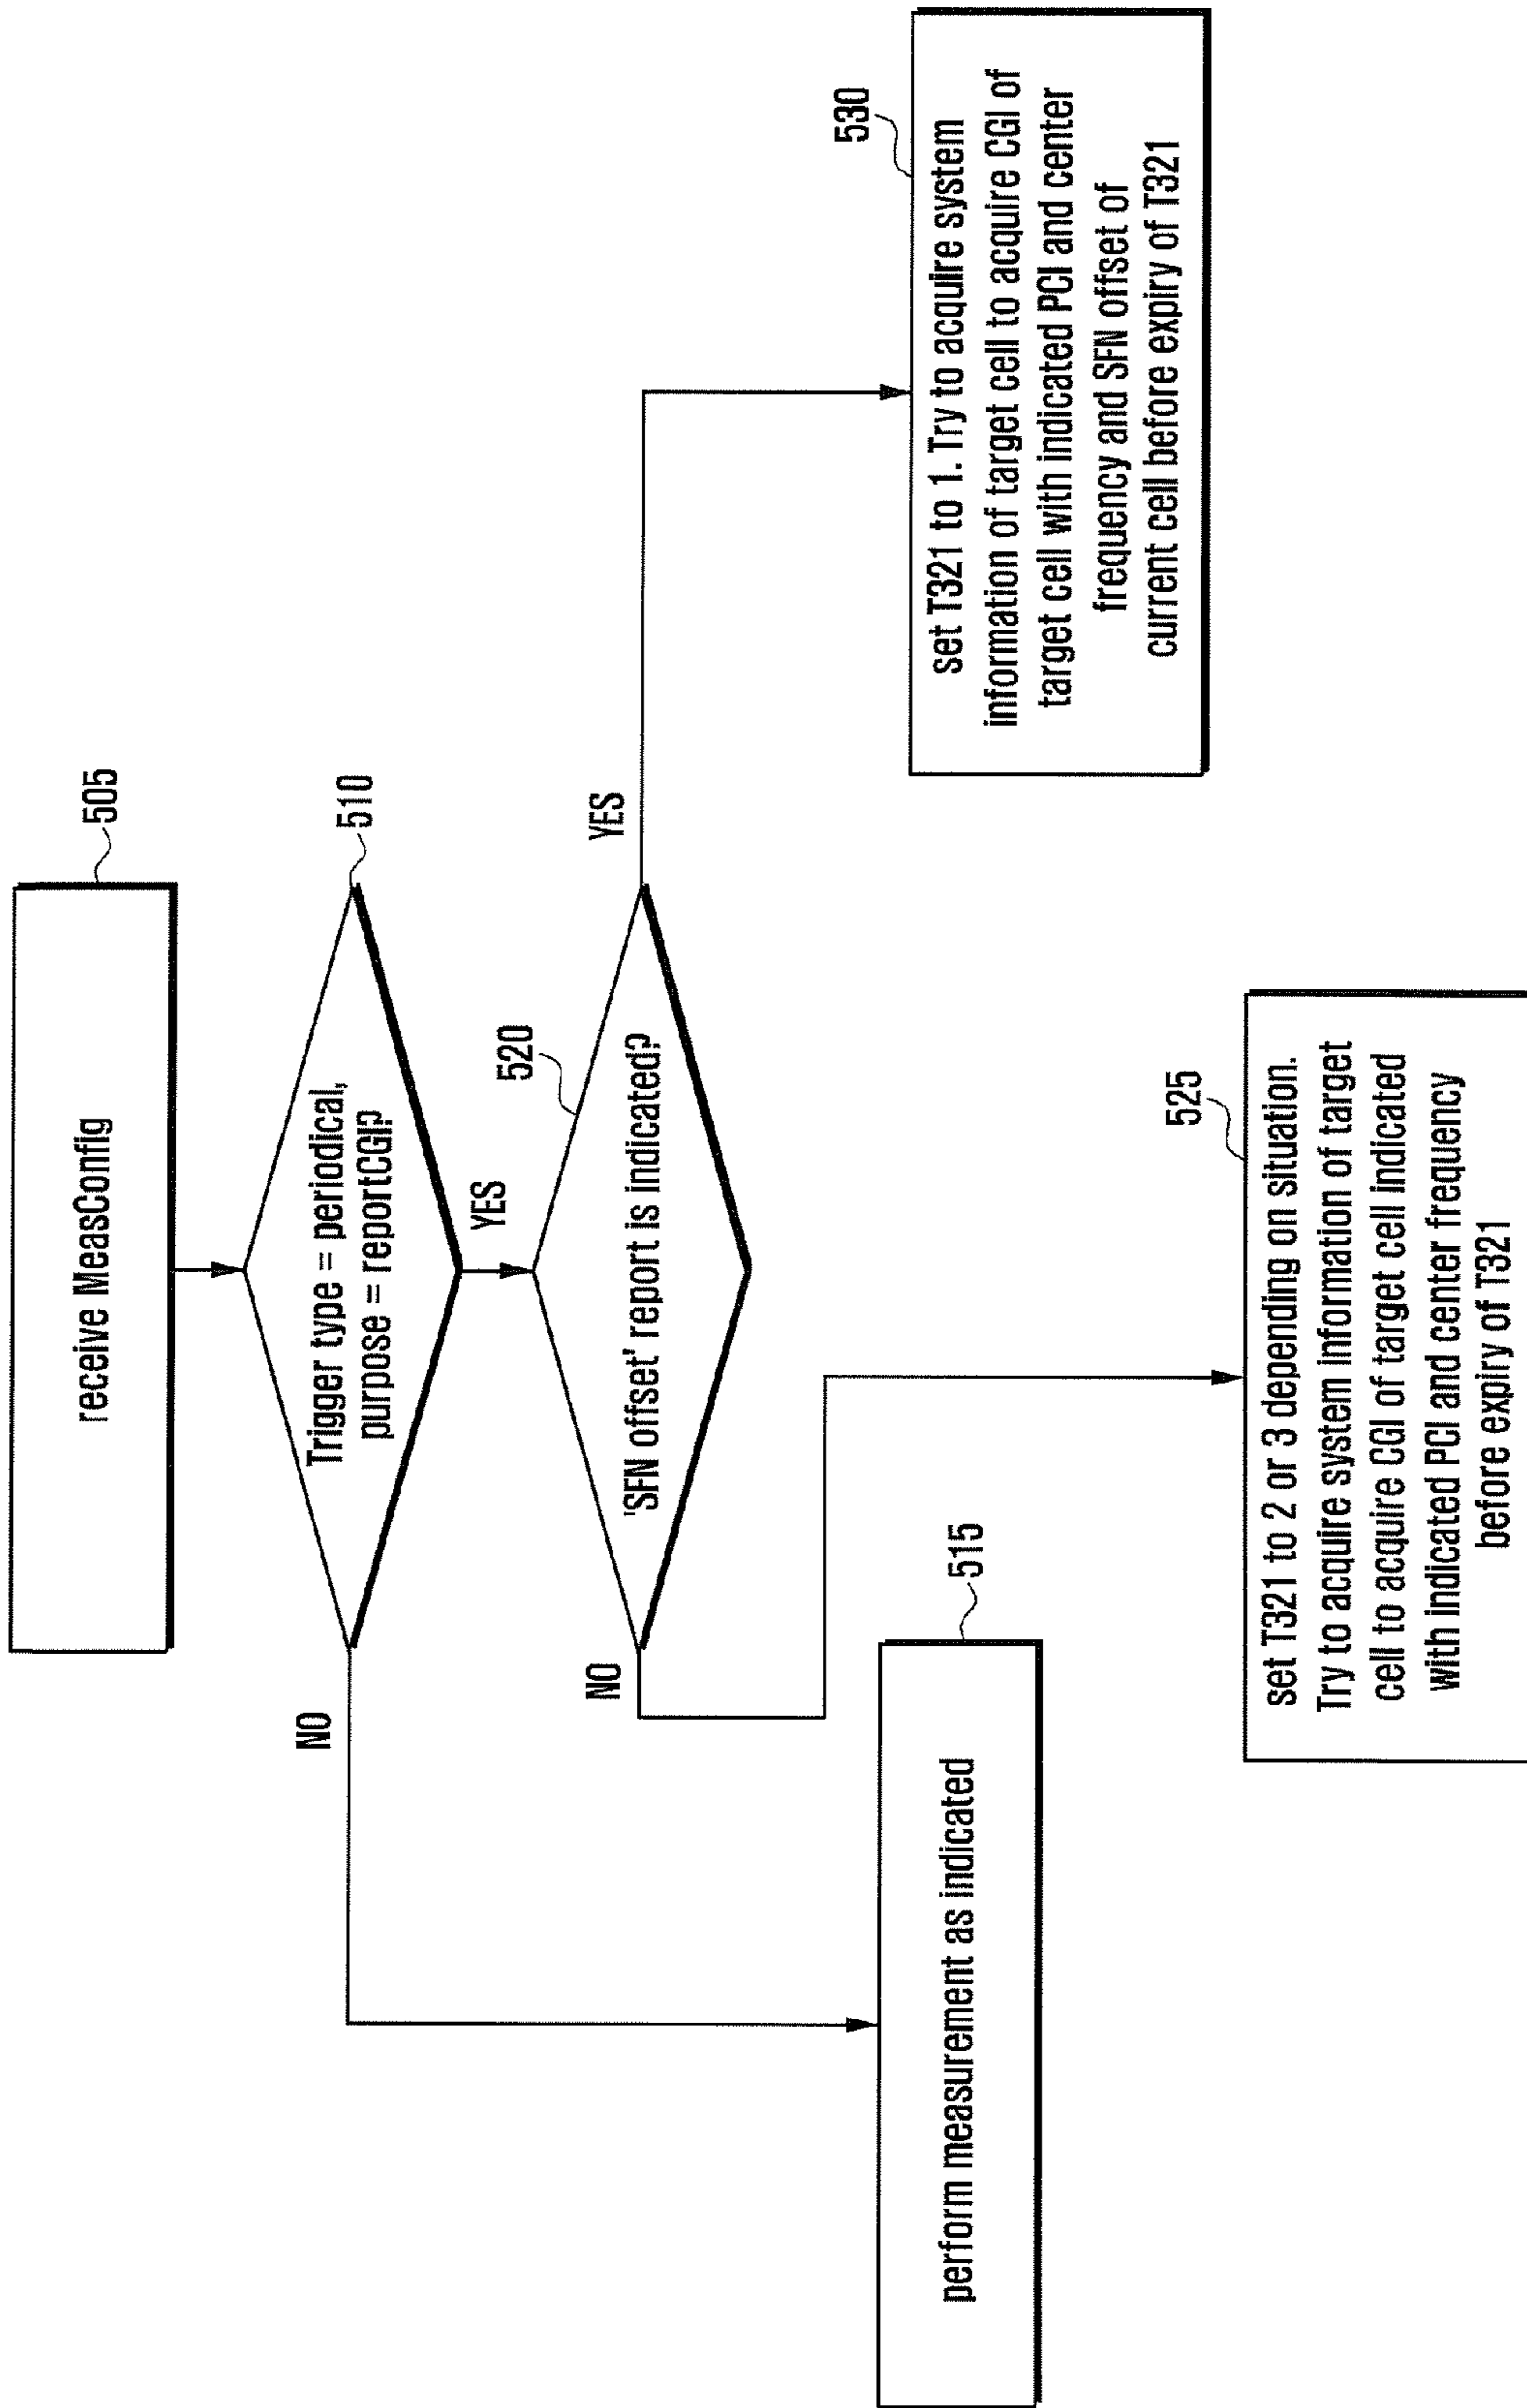 505
receive MeasConfig
510
Trigger type = periodical,
purpose = reportCGI?
NO
YES
520
'SFN offset' report is indicated?
NO
YES
515
perform measurement as indicated
525
set T321 to 2 or 3 depending on situation.
Try to acquire system information of target
cell to acquire CGI of target cell indicated
with indicated PCI and center frequency
before expiry of T321
530
set T321 to 1. Try to acquire system
information of target cell to acquire CGI of
target cell with indicated PCI and center
frequency and SFN offset of
current cell before expiry of T321